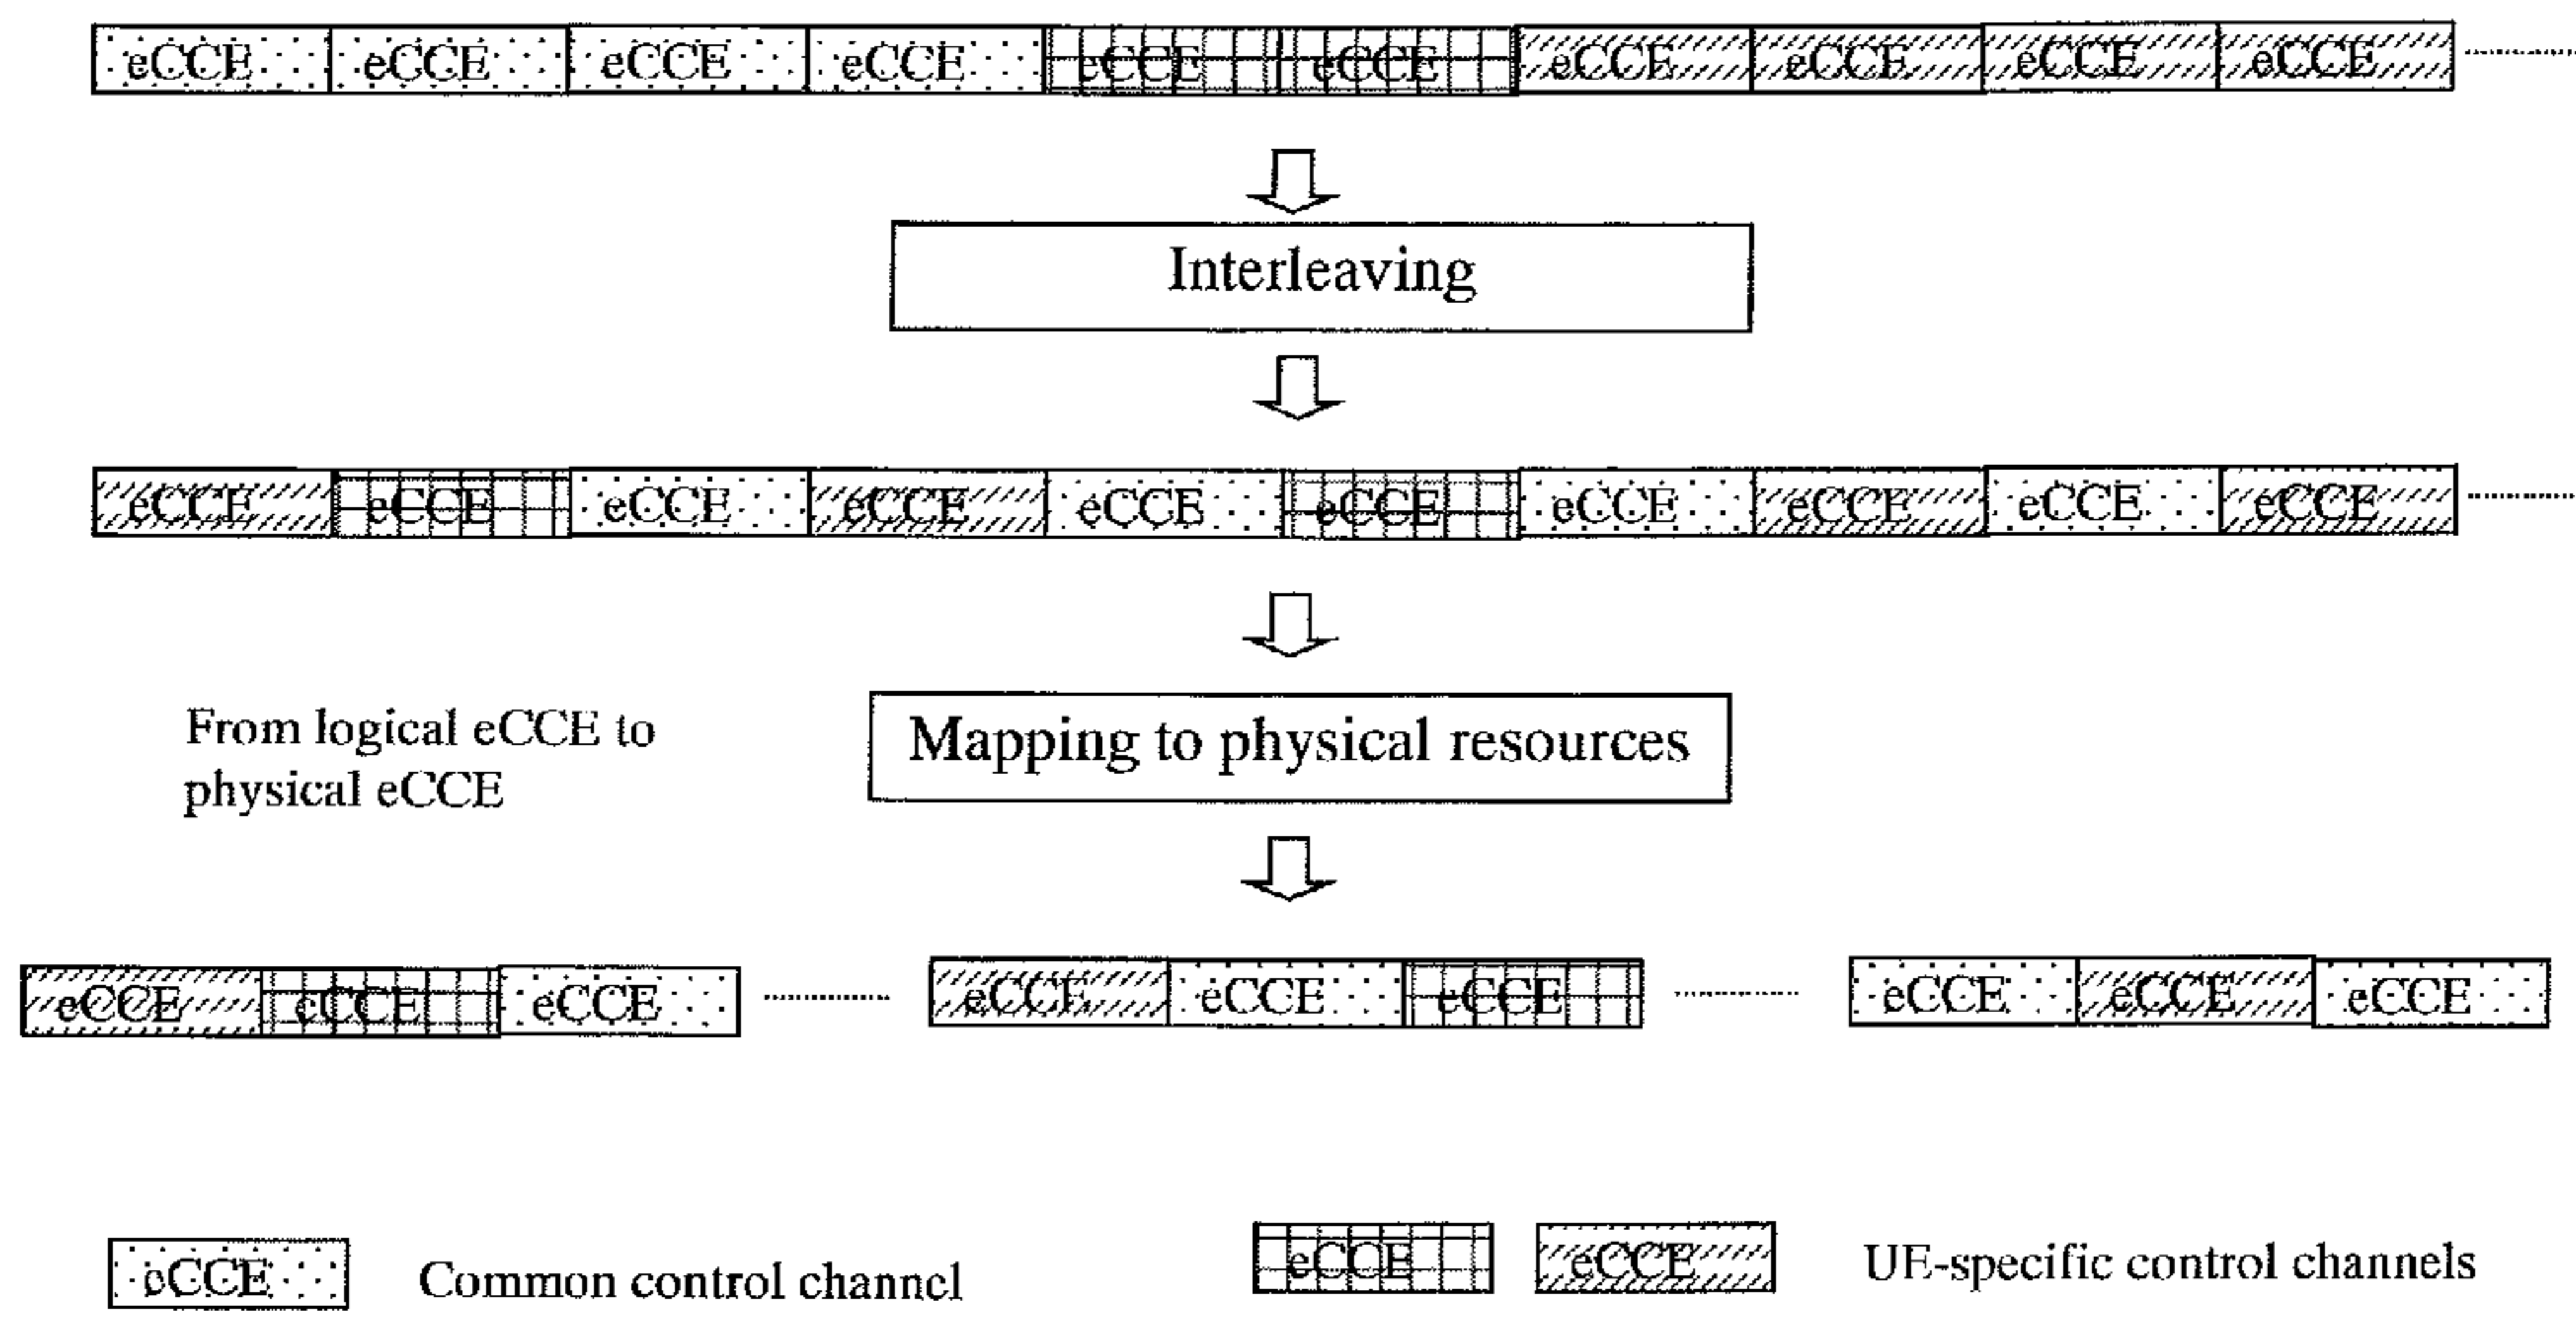 eCCE eCCE eCCE eCCE eCCE eCCE eCCE eCCE eCCE eCCE
Interleaving
eCCE eCCE eCCE eCCE eCCE eCCE eCCE eCCE eCCE eCCE
From logical eCCE to
physical eCCE
Mapping to physical resources
eCCE eCCE eCCE eCCE eCCE eCCE eCCE eCCE eCCE
eCCE Common control channel
eCCE eCCE UE-specific control channels